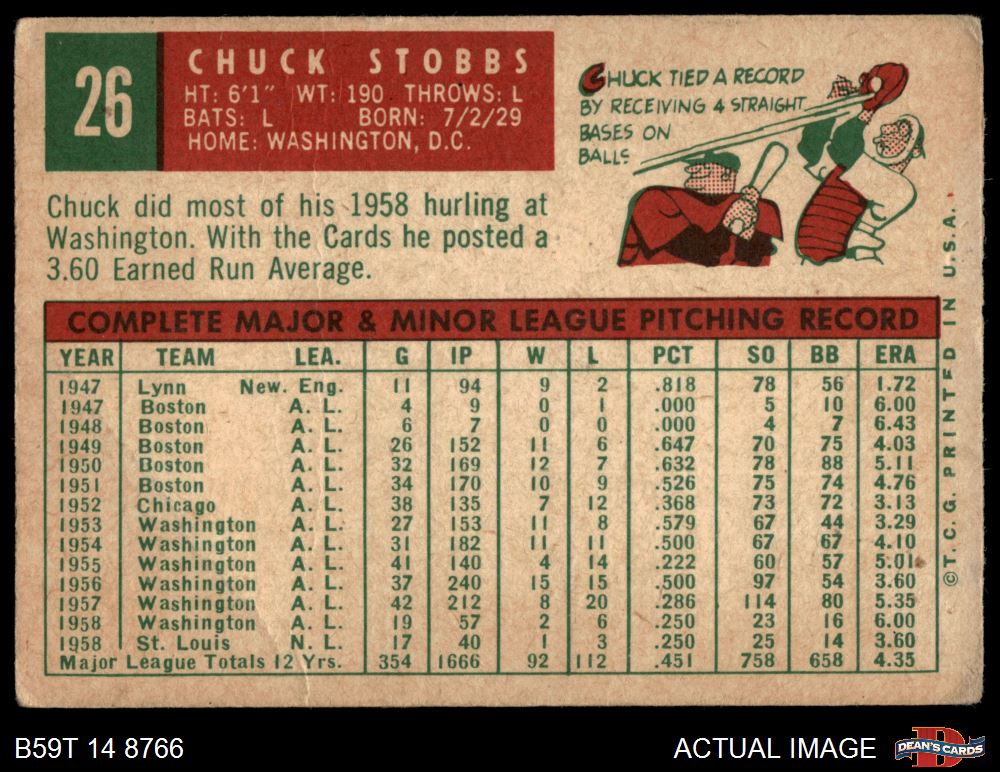 26
CHUCK STOBBS
HT: 6'1" WT: 190 THROWS: L
BATS: L BORN: 7/2/29
HOME: WASHINGTON, D.C.
CHUCK TIED A RECORD
BY RECEIVING 4 STRAIGHT
BASES ON
BALLS
Chuck did most of his 1958 hurling at
Washington. With the Cards he posted a
3.60 Earned Run Average.
COMPLETE MAJOR & MINOR LEAGUE PITCHING RECORD
YEAR TEAM LEA. G IP W L PCT SO BB ERA
1947 Lynn New. Eng. 11 94 9 2 .818 78 56 1.72
1947 Boston A. L. 4 9 0 1 .000 5 10 6.00
1948 Boston A. L. 6 7 0 0 .000 4 7 6.43
1949 Boston A. L. 26 152 11 6 .647 70 75 4.03
1950 Boston A. L. 32 169 12 7 .632 78 88 5.11
1951 Boston A. L. 34 170 10 9 .526 75 74 4.76
1952 Chicago A. L. 38 135 7 12 .368 73 72 3.13
1953 Washington A. L. 27 153 11 8 .579 67 44 3.29
1954 Washington A. L. 31 182 11 11 .500 67 67 4.10
1955 Washington A. L. 41 140 4 14 .222 60 57 5.01
1956 Washington A. L. 37 240 15 15 .500 97 54 3.60
1957 Washington A. L. 42 212 8 20 .286 114 80 5.35
1958 Washington A. L. 19 57 2 6 .250 23 16 6.00
1958 St. Louis N. L. 17 40 1 3 .250 25 14 3.60
Major League Totals 12 Yrs. 354 1666 92 112 .451 758 658 4.35
©T.C.G. PRINTED IN U.S.A.
B59T 14 8766
ACTUAL IMAGE
DEAN'S CARDS